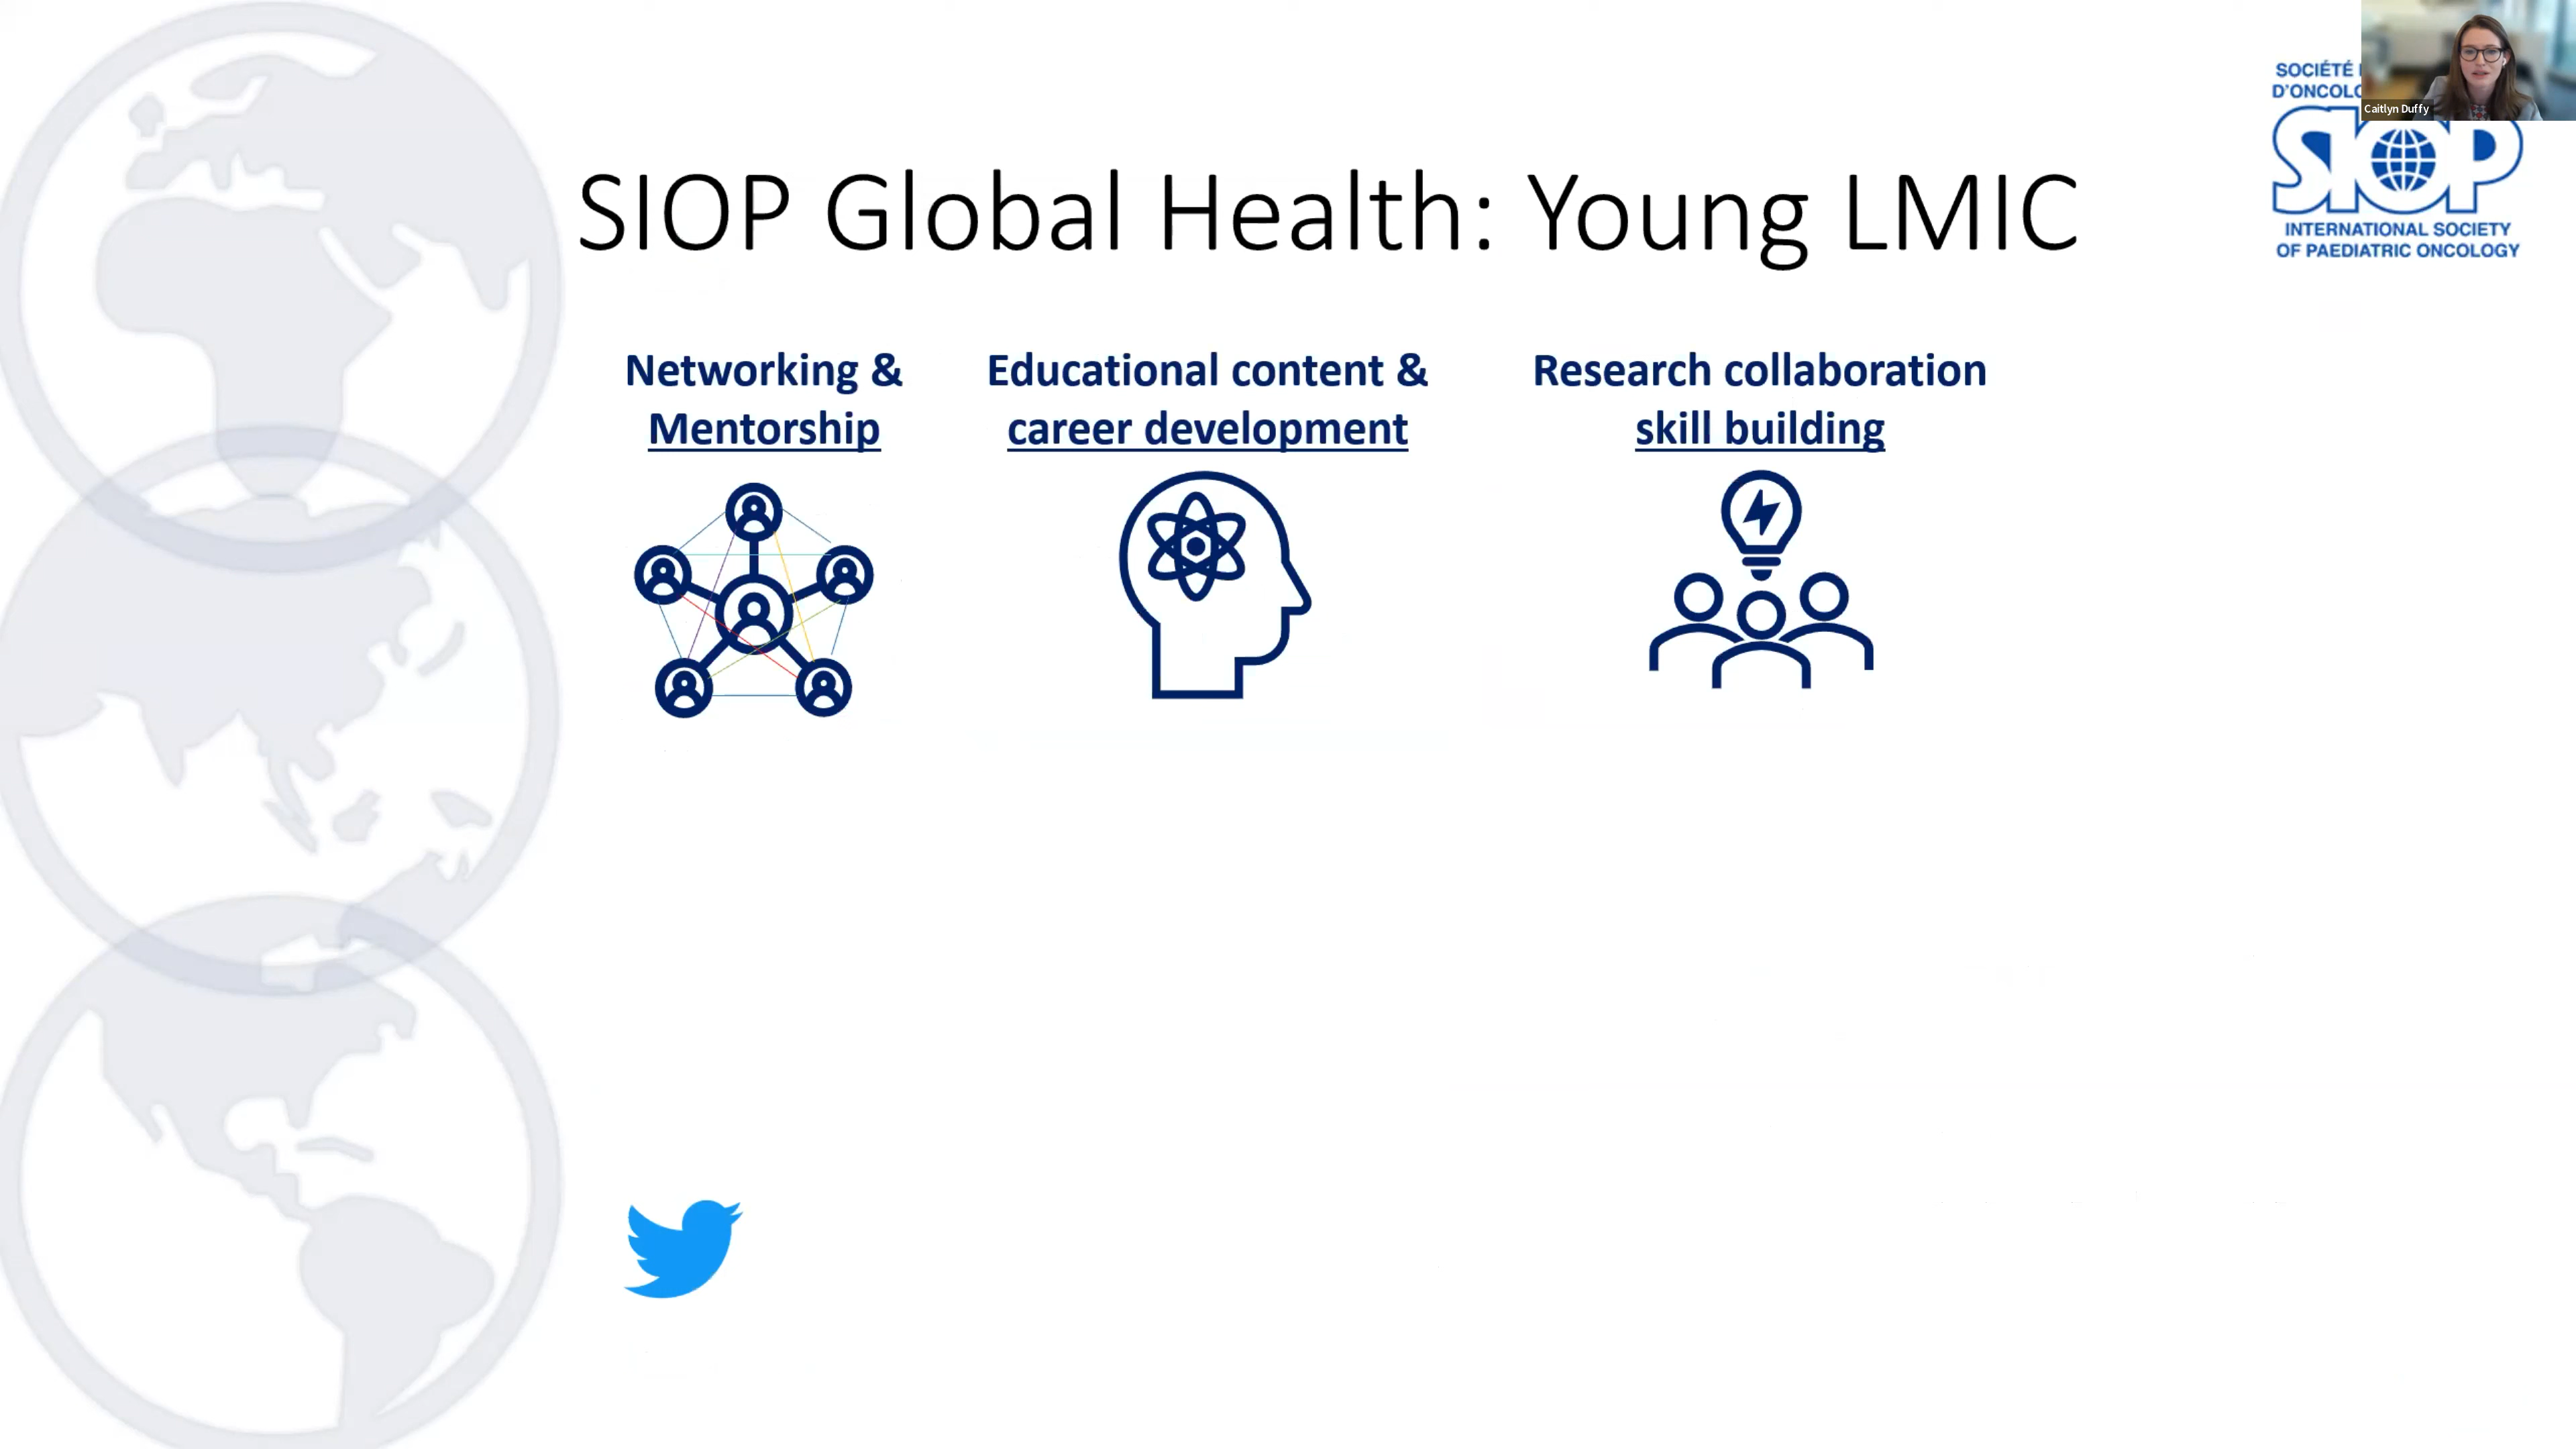 SOCIÉTÉ
D'ONCOLO
Caitlyn Duffy
SIOP
INTERNATIONAL SOCIETY
OF PAEDIATRIC ONCOLOGY
SIOP Global Health: Young LMIC
Networking &
Mentorship
Educational content &
career development
Research collaboration
skill building